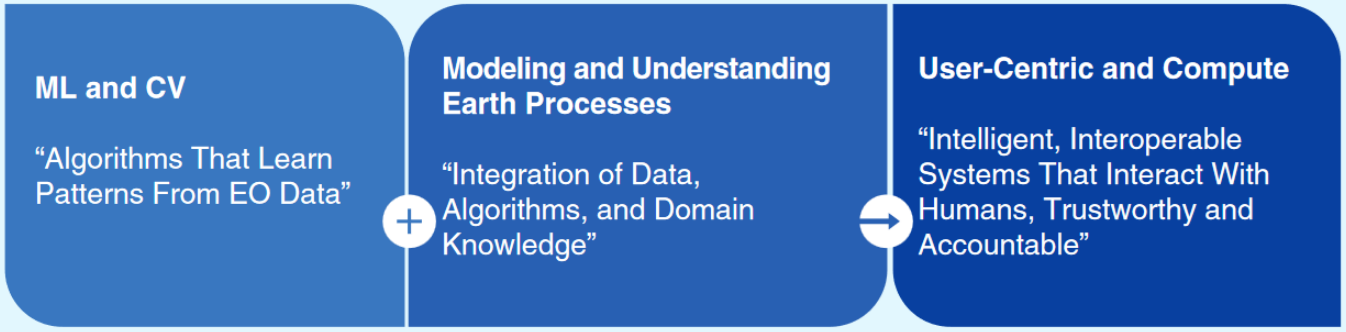 ML and CV
“Algorithms That Learn
Patterns From EO Data”
Modeling and Understanding
Earth Processes
“Integration of Data,
Algorithms, and Domain
Knowledge”
User-Centric and Compute
“Intelligent, Interoperable
Systems That Interact With
Humans, Trustworthy and
Accountable”